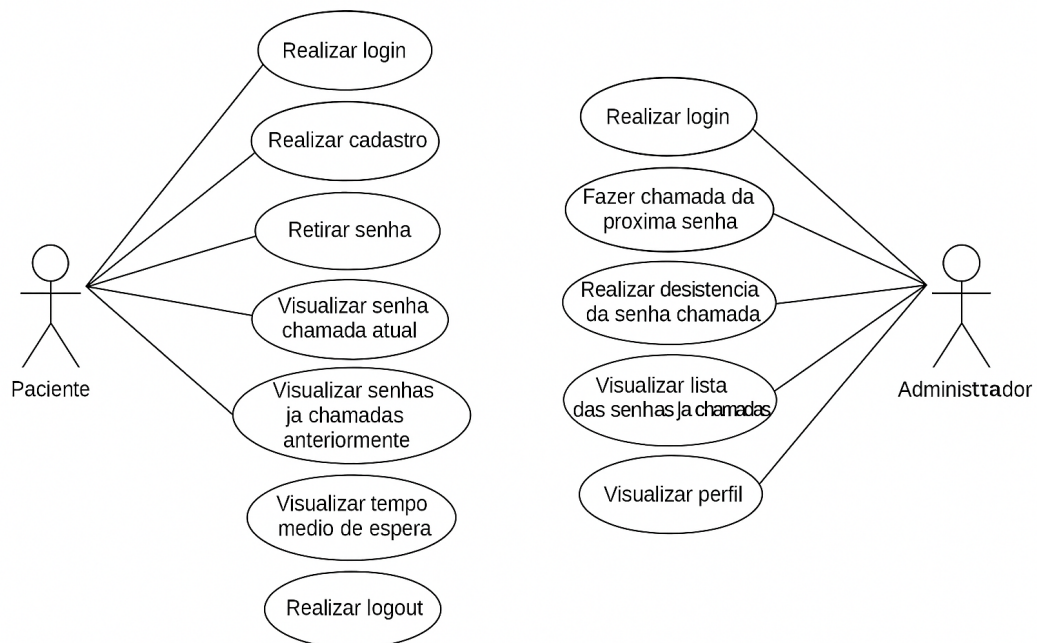 Realizar login
Realizar cadastro
Retirar senha
Visualizar senha
chamada atual
Visualizar senhas
ja chamadas
anteriormente
Visualizar tempo
medio de espera
Realizar logout
Paciente
Realizar login
Fazer chamada da
proxima senha
Realizar desistencia
da senha chamada
Visualizar lista
das senhas ja chamadas
Visualizar perfil
Administrador